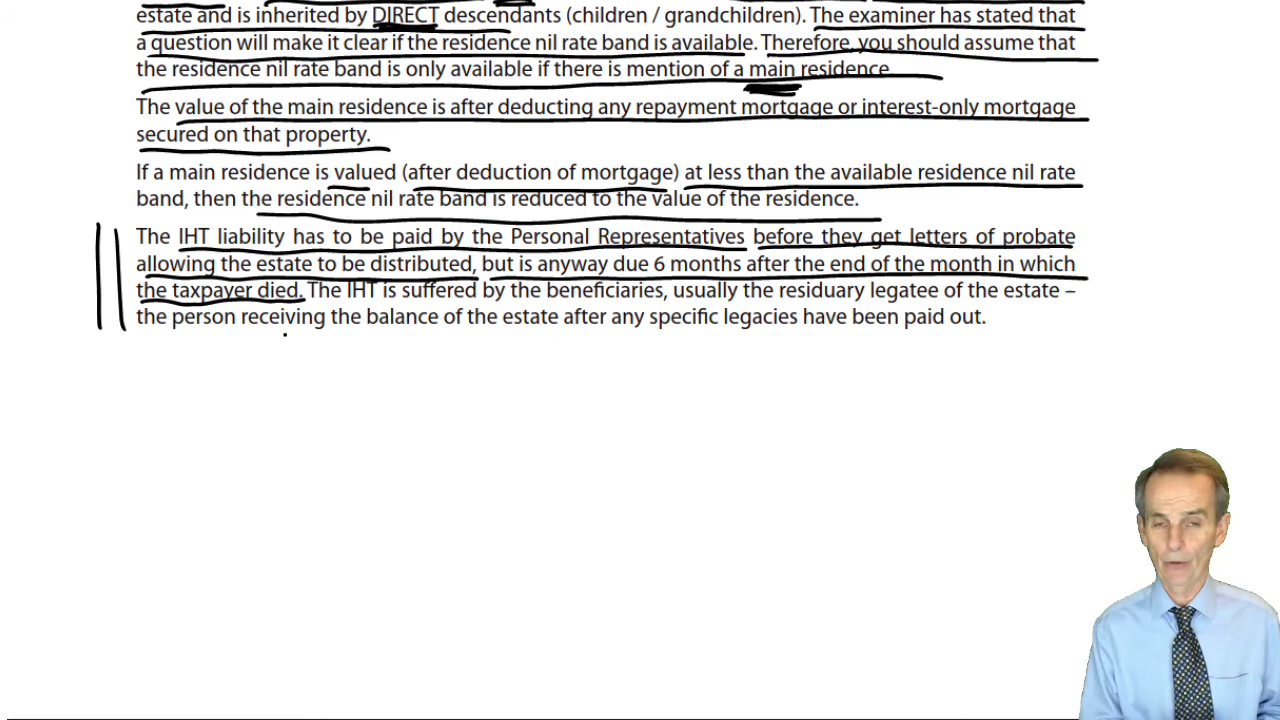 estate and is inherited by DIRECT descendants (children / grandchildren). The examiner has stated that
a question will make it clear if the residence nil rate band is available. Therefore, you should assume that
the residence nil rate band is only available if there is mention of a main residence.
The value of the main residence is after deducting any repayment mortgage or interest-only mortgage
secured on that property.
If a main residence is valued (after deduction of mortgage) at less than the available residence nil rate
band, then the residence nil rate band is reduced to the value of the residence.
The IHT liability has to be paid by the Personal Representatives before they get letters of probate
allowing the estate to be distributed, but is anyway due 6 months after the end of the month in which
the taxpayer died. The IHT is suffered by the beneficiaries, usually the residuary legatee of the estate –
the person receiving the balance of the estate after any specific legacies have been paid out.